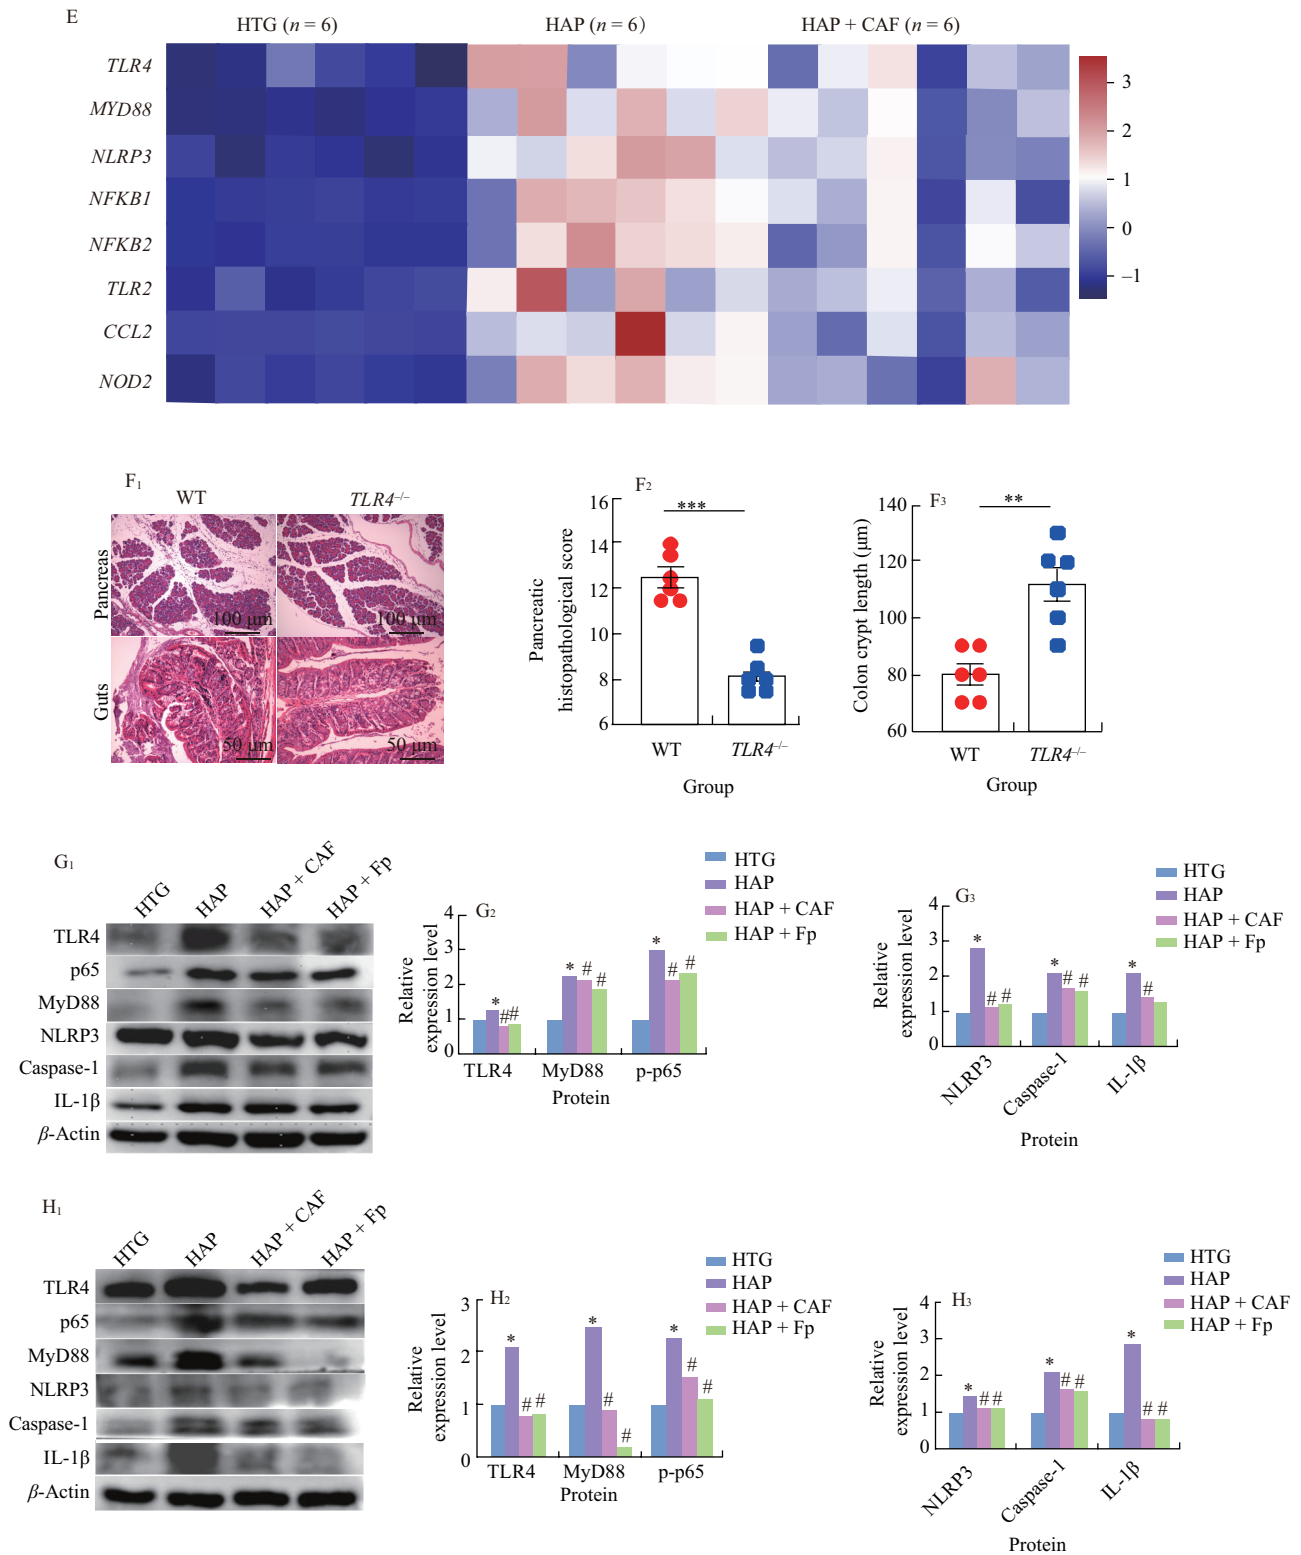 E
HTG (n = 6) HAP (n = 6) HAP + CAF (n = 6)
TLR4
MYD88
NLRP3
NFKB1
NFKB2
TLR2
CCL2
NOD2
3
2
1
0
−1
F1
WT TLR4−/−
Pancreas
100 μm 100 μm
Guts
50 μm 50 μm
F2
Pancreatic
histopathological score
16
14
12
10
8
6
***
WT TLR4−/−
Group
F3
Colon crypt length (μm)
140
120
100
80
60
**
WT TLR4−/−
Group
G1
HTG HAP HAP + CAF HAP + Fp
TLR4
p65
MyD88
NLRP3
Caspase-1
IL-1β
β-Actin
G2
HTG
HAP
HAP + CAF
HAP + Fp
Relative
expression level
4
3
2
1
0
* # #
* # #
* # #
TLR4 MyD88 p-p65
Protein
G3
HTG
HAP
HAP + CAF
HAP + Fp
Relative
expression level
4
3
2
1
0
* # #
* # #
* #
NLRP3 Caspase-1 IL-1β
Protein
H1
HTG HAP HAP + CAF HAP + Fp
TLR4
p65
MyD88
NLRP3
Caspase-1
IL-1β
β-Actin
H2
HTG
HAP
HAP + CAF
HAP + Fp
Relative
expression level
3
2
1
0
* # #
* # #
* # #
TLR4 MyD88 p-p65
Protein
H3
HTG
HAP
HAP + CAF
HAP + Fp
Relative
expression level
4
3
2
1
0
* # #
* # #
* # #
NLRP3 Caspase-1 IL-1β
Protein